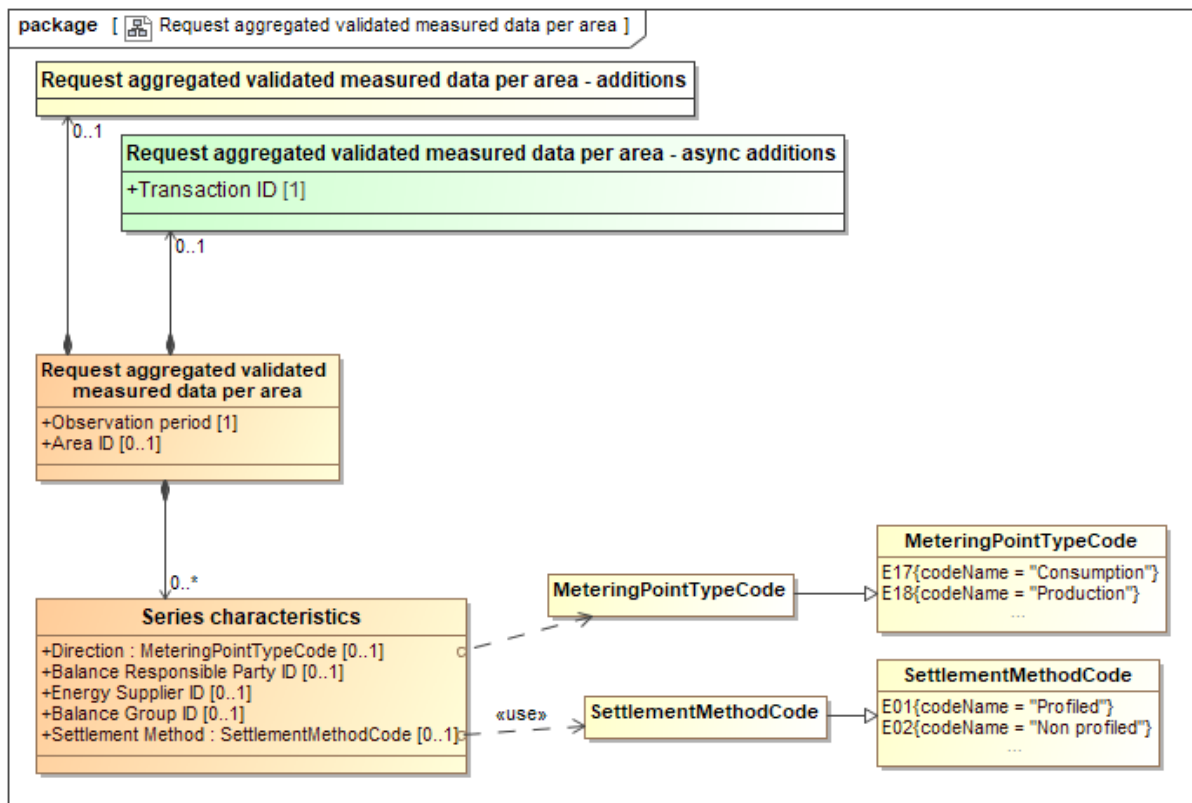 package [ Request aggregated validated measured data per area ]
Request aggregated validated measured data per area - additions
0..1
Request aggregated validated measured data per area - async additions
+Transaction ID [1]
0..1
Request aggregated validated
measured data per area
+Observation period [1]
+Area ID [0..1]
0..*
Series characteristics
+Direction : MeteringPointTypeCode [0..1]
+Balance Responsible Party ID [0..1]
+Energy Supplier ID [0..1]
+Balance Group ID [0..1]
+Settlement Method : SettlementMethodCode [0..1]
MeteringPointTypeCode
MeteringPointTypeCode
E17{codeName = "Consumption"}
E18{codeName = "Production"}
...
«use»
SettlementMethodCode
SettlementMethodCode
E01{codeName = "Profiled"}
E02{codeName = "Non profiled"}
...